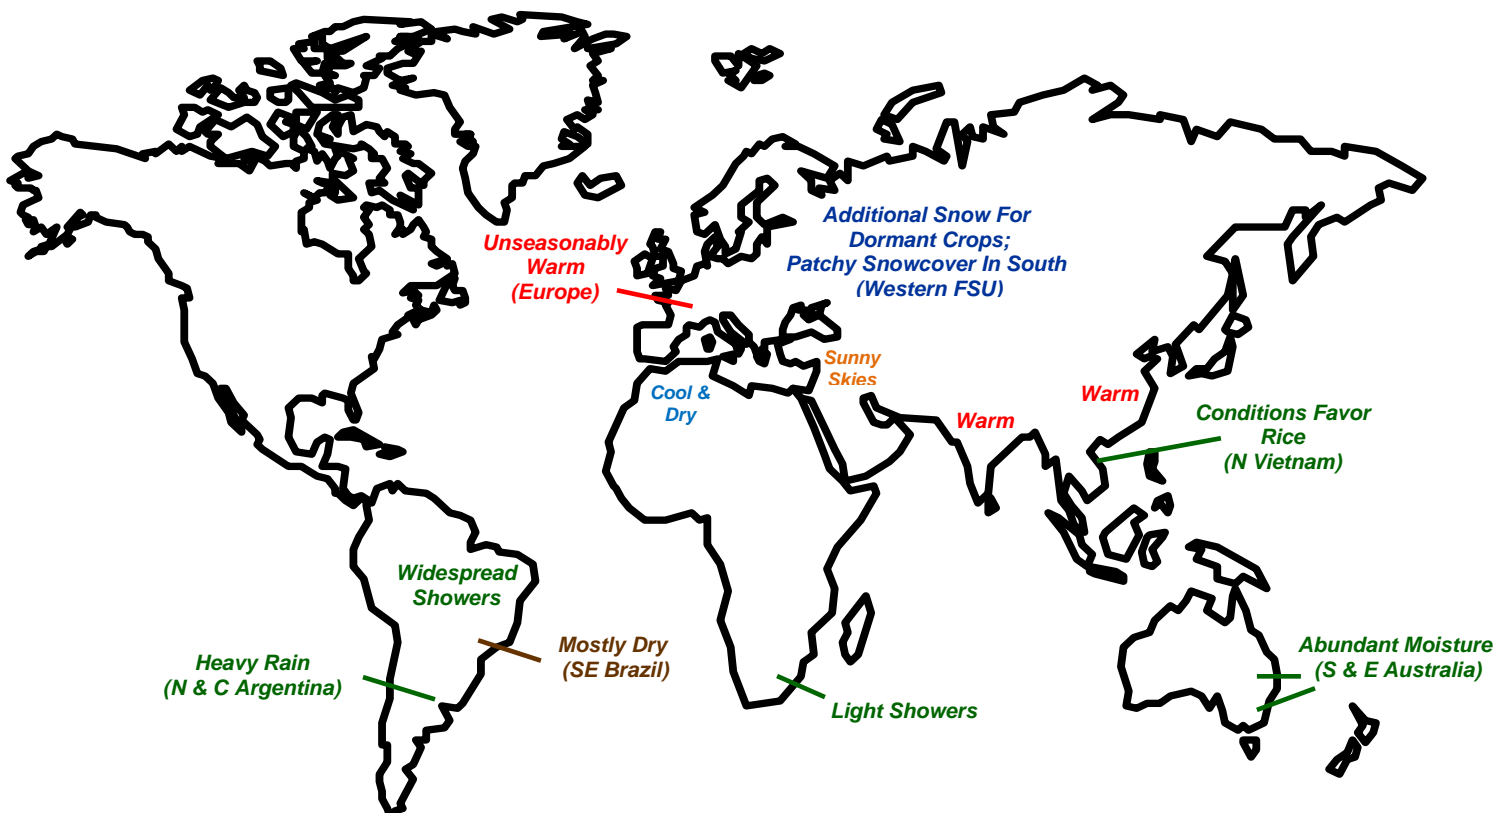 Additional Snow For
Dormant Crops;
Patchy Snowcover In South
(Western FSU)
Unseasonably
Warm
(Europe)
Sunny
Skies
Cool &
Dry
Warm
Warm
Conditions Favor
Rice
(N Vietnam)
Widespread
Showers
Mostly Dry
(SE Brazil)
Heavy Rain
(N & C Argentina)
Light Showers
Abundant Moisture
(S & E Australia)